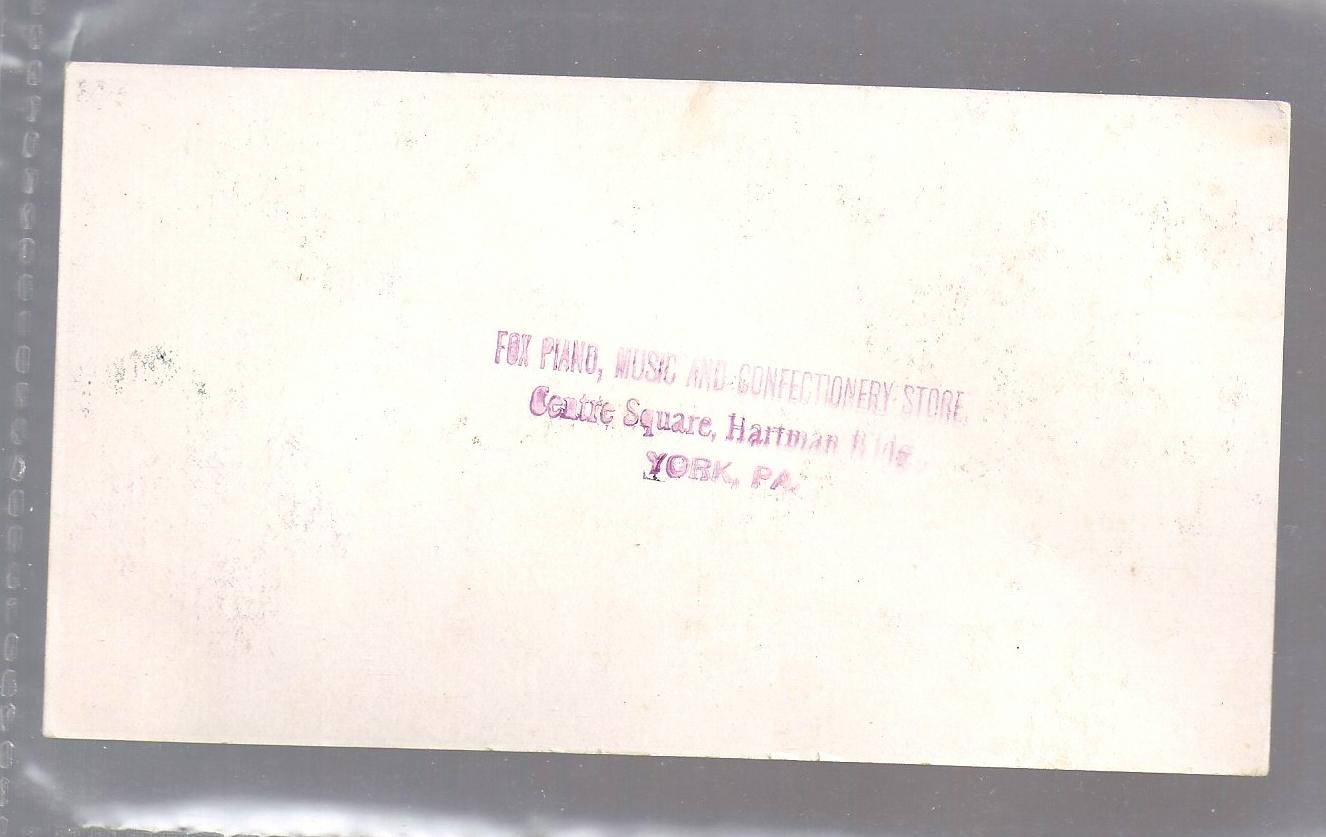 FOX PIANO, MUSIC AND CONFECTIONERY STORE,
Centre Square, Hartman Bldg.,
YORK, PA.